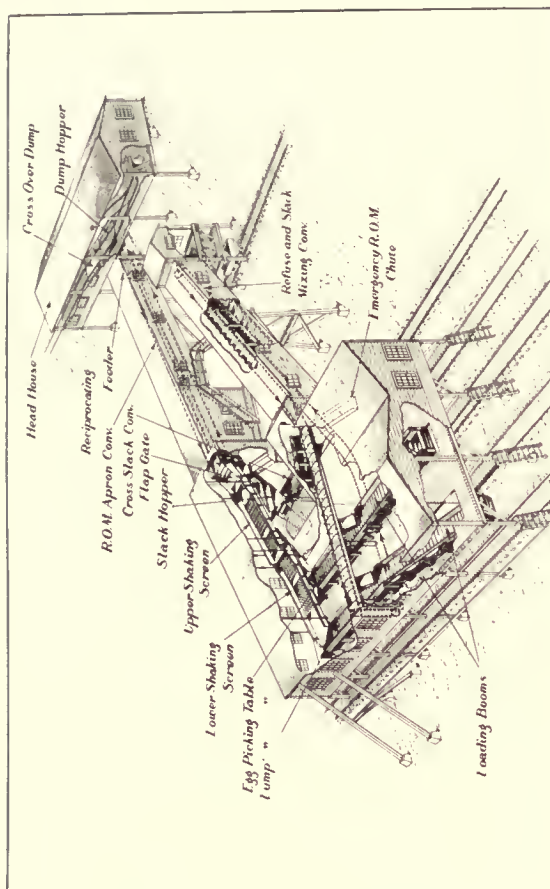 Head House
Cross Over Dump
Dump Hopper
Reciprocating
Feeder
R.O.M. Apron Conv.
Cross Slack Conv.
Flap Gate
Slack Hopper
Upper Shaking
Screen
Lower Shaking
Screen
Egg Picking Table
Lump " "
Refuse and Slack
Mixing Conv.
Emergency R.O.M.
Chute
Loading Booms